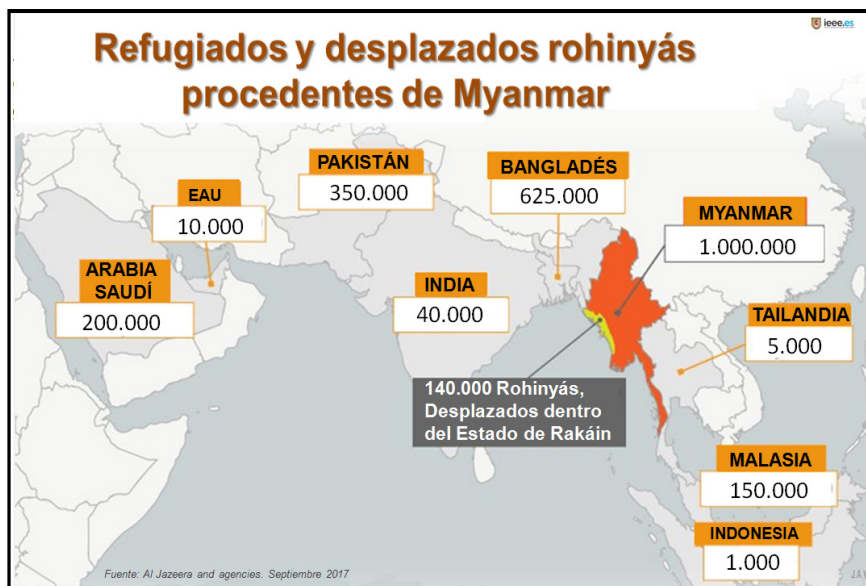 ieee.es
Refugiados y desplazados rohinyás
procedentes de Myanmar
PAKISTÁN
350.000
BANGLADÉS
625.000
EAU
10.000
MYANMAR
1.000.000
ARABIA
SAUDÍ
200.000
INDIA
40.000
TAILANDIA
5.000
140.000 Rohinyás,
Desplazados dentro
del Estado de Rakáin
MALASIA
150.000
INDONESIA
1.000
Fuente: Al Jazeera and agencies. Septiembre 2017